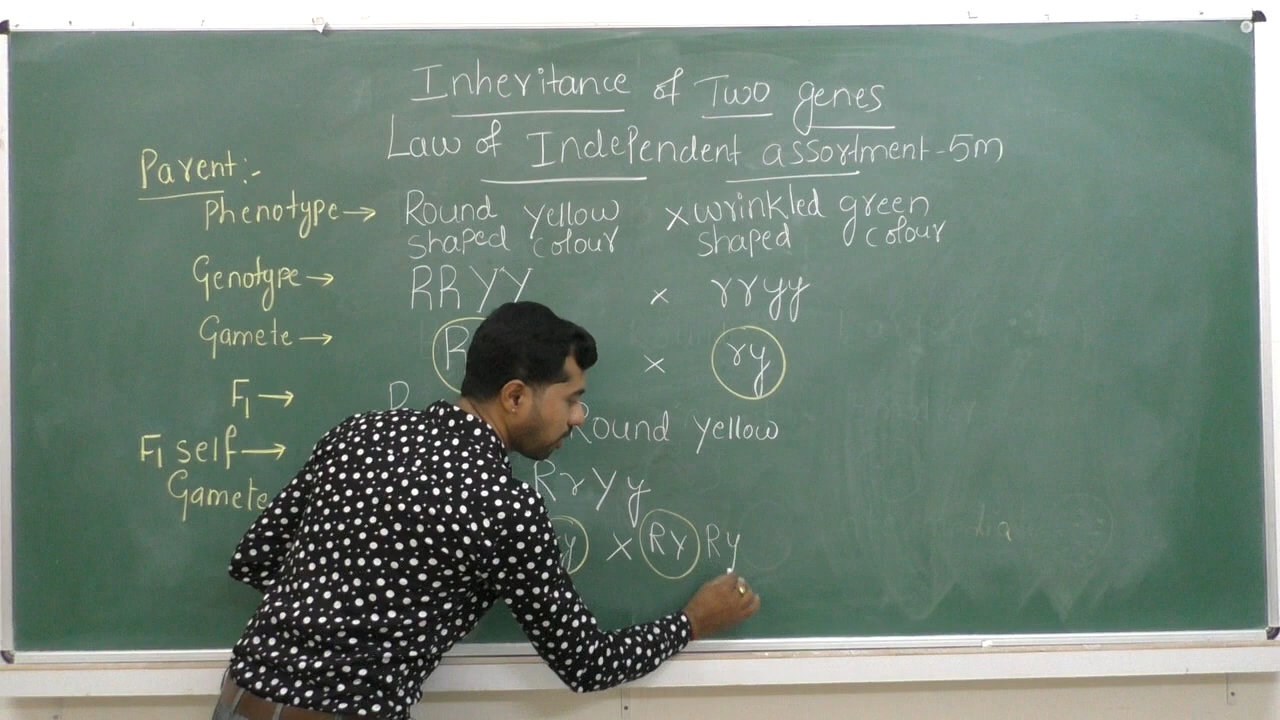 Inheritance of Two genes
Law of Independent assortment - 5m
Parent:-
Phenotype → Round yellow × wrinkled green
shaped colour shaped colour
Genotype → RRYY × rryy
Gamete → R × ry
F1 →
Round yellow
F1 self →
RrYy
Gamete
y × RY Ry